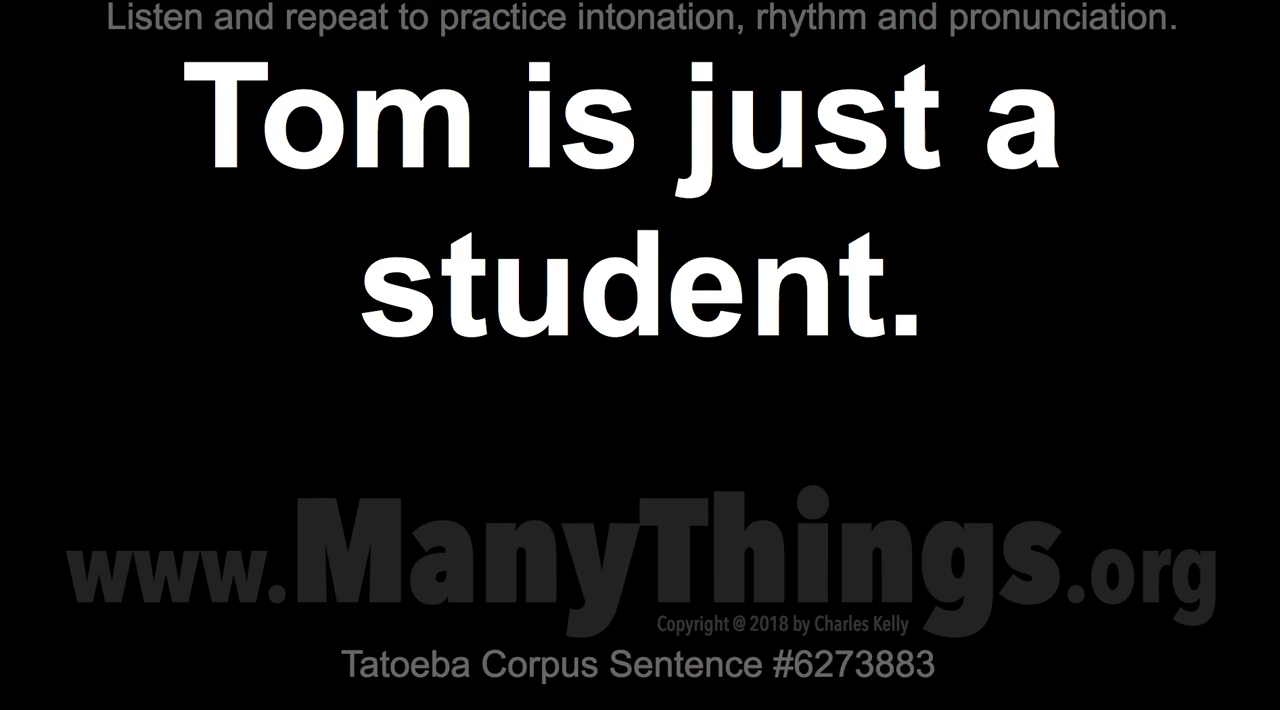 Listen and repeat to practice intonation, rhythm and pronunciation.
Tom is just a
student.
www.ManyThings.org
Copyright @ 2018 by Charles Kelly
Tatoeba Corpus Sentence #6273883